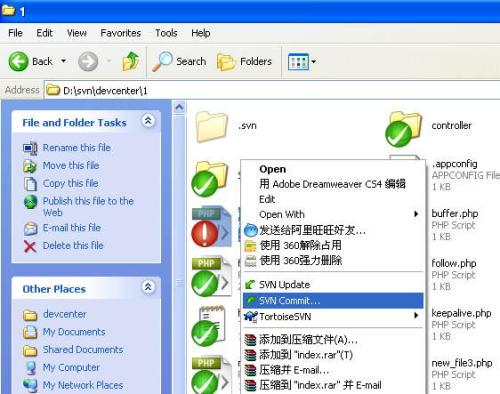 1
File Edit View Favorites Tools Help
Back Search Folders
Address D:\svn\devcenter\1
File and Folder Tasks
Rename this file
Move this file
Copy this file
Publish this file to the
Web
E-mail this file
Delete this file
Other Places
devcenter
My Documents
Shared Documents
My Computer
My Network Places
.svn
controller
.appconfig
APPCONFIG File
1 KB
PHP
buffer.php
PHP Script
1 KB
PHP
follow.php
PHP Script
1 KB
keepalive.php
PHP Script
1 KB
PHP
new_file3.php
PHP Script
1 KB
Open
用 Adobe Dreamweaver CS4 编辑
Edit
Open With
发送给阿里旺旺好友...
使用360解除占用
使用360强力删除
SVN Update
SVN Commit...
TortoiseSVN
添加到压缩文件(A)...
添加到 "index.rar"(T)
压缩并 E-mail...
压缩到 "index.rar" 并 E-mail